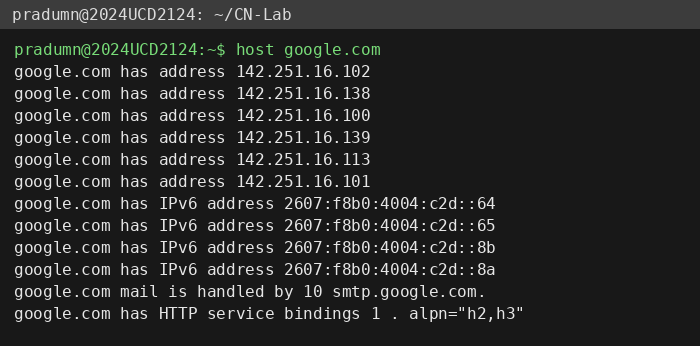 pradumn@2024UCD2124: ~/CN-Lab
pradumn@2024UCD2124:~$ host google.com
google.com has address 142.251.16.102
google.com has address 142.251.16.138
google.com has address 142.251.16.100
google.com has address 142.251.16.139
google.com has address 142.251.16.113
google.com has address 142.251.16.101
google.com has IPv6 address 2607:f8b0:4004:c2d::64
google.com has IPv6 address 2607:f8b0:4004:c2d::65
google.com has IPv6 address 2607:f8b0:4004:c2d::8b
google.com has IPv6 address 2607:f8b0:4004:c2d::8a
google.com mail is handled by 10 smtp.google.com.
google.com has HTTP service bindings 1 . alpn="h2,h3"